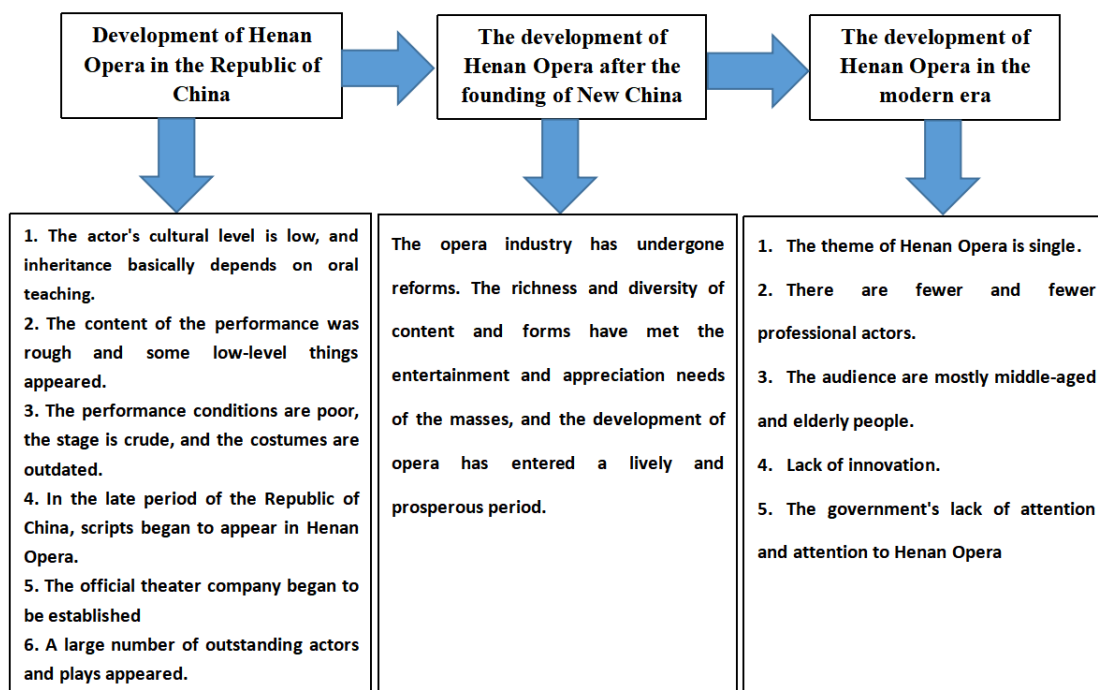 Development of Henan
Opera in the Republic of
China
The development of
Henan Opera after the
founding of New China
The development of
Henan Opera in the
modern era
1. The actor's cultural level is low, and
inheritance basically depends on oral
teaching.
2. The content of the performance was
rough and some low-level things
appeared.
3. The performance conditions are poor,
the stage is crude, and the costumes are
outdated.
4. In the late period of the Republic of
China, scripts began to appear in Henan
Opera.
5. The official theater company began to
be established
6. A large number of outstanding actors
and plays appeared.
The opera industry has undergone
reforms. The richness and diversity of
content and forms have met the
entertainment and appreciation needs
of the masses, and the development of
opera has entered a lively and
prosperous period.
1. The theme of Henan Opera is single.
2. There are fewer and fewer
professional actors.
3. The audience are mostly middle-aged
and elderly people.
4. Lack of innovation.
5. The government's lack of attention
and attention to Henan Opera